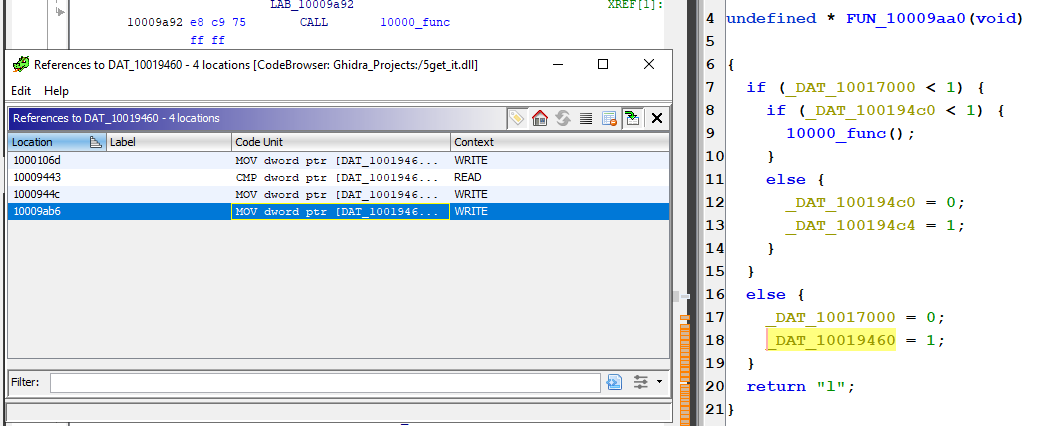 LAB_10009a92
XREF[1]:
10009a92 e8 c9 75 CALL 10000_func
ff ff
References to DAT_10019460 - 4 locations [CodeBrowser: Ghidra_Projects:/5get_it.dll]
Edit Help
References to DAT_10019460 - 4 locations
Location Label Code Unit Context
1000106d MOV dword ptr [DAT_1001946... WRITE
10009443 CMP dword ptr [DAT_1001946... READ
1000944c MOV dword ptr [DAT_1001946... WRITE
10009ab6 MOV dword ptr [DAT_1001946... WRITE
Filter:
4 undefined * FUN_10009aa0(void)
5
6 {
7 if (_DAT_10017000 < 1) {
8 if (_DAT_100194c0 < 1) {
9 10000_func();
10 }
11 else {
12 _DAT_100194c0 = 0;
13 _DAT_100194c4 = 1;
14 }
15 }
16 else {
17 _DAT_10017000 = 0;
18 _DAT_10019460 = 1;
19 }
20 return "l";
21 }